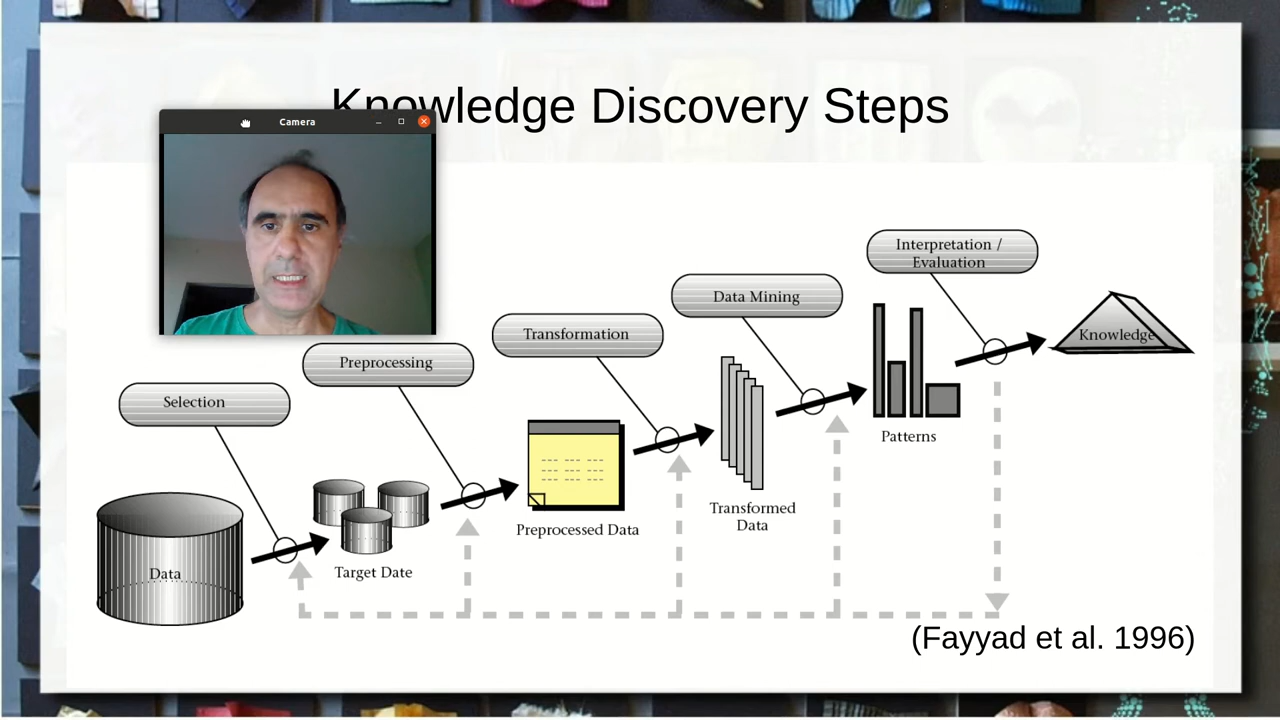 Knowledge Discovery Steps
Camera
Interpretation /
Evaluation
Data Mining
Transformation
Preprocessing
Selection
Knowledge
Patterns
Transformed
Data
Preprocessed Data
Target Date
Data
(Fayyad et al. 1996)